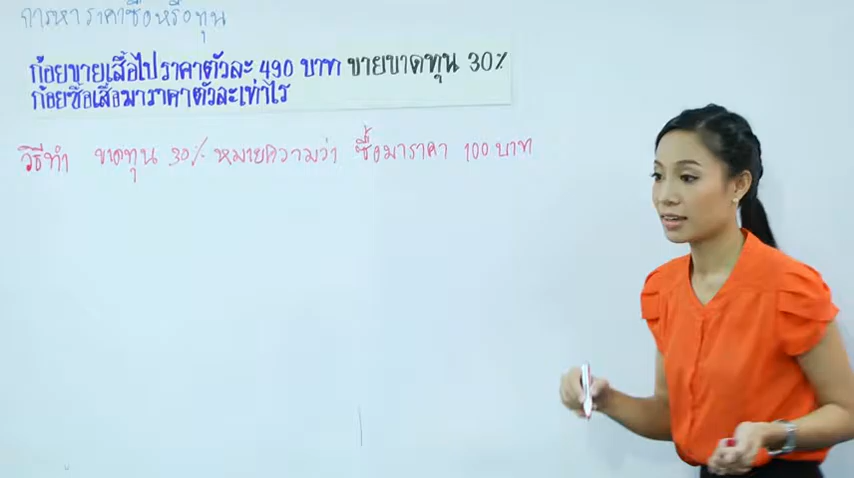 การหาราคาซื้อหรือทุน
ก้อยขายเสื้อไปราคาตัวละ 490 บาท ขายขาดทุน 30%
ก้อยซื้อเสื้อมาราคาตัวละเท่าไร
วิธีทำ ขาดทุน 30% หมายความว่า ซื้อมาราคา 100 บาท